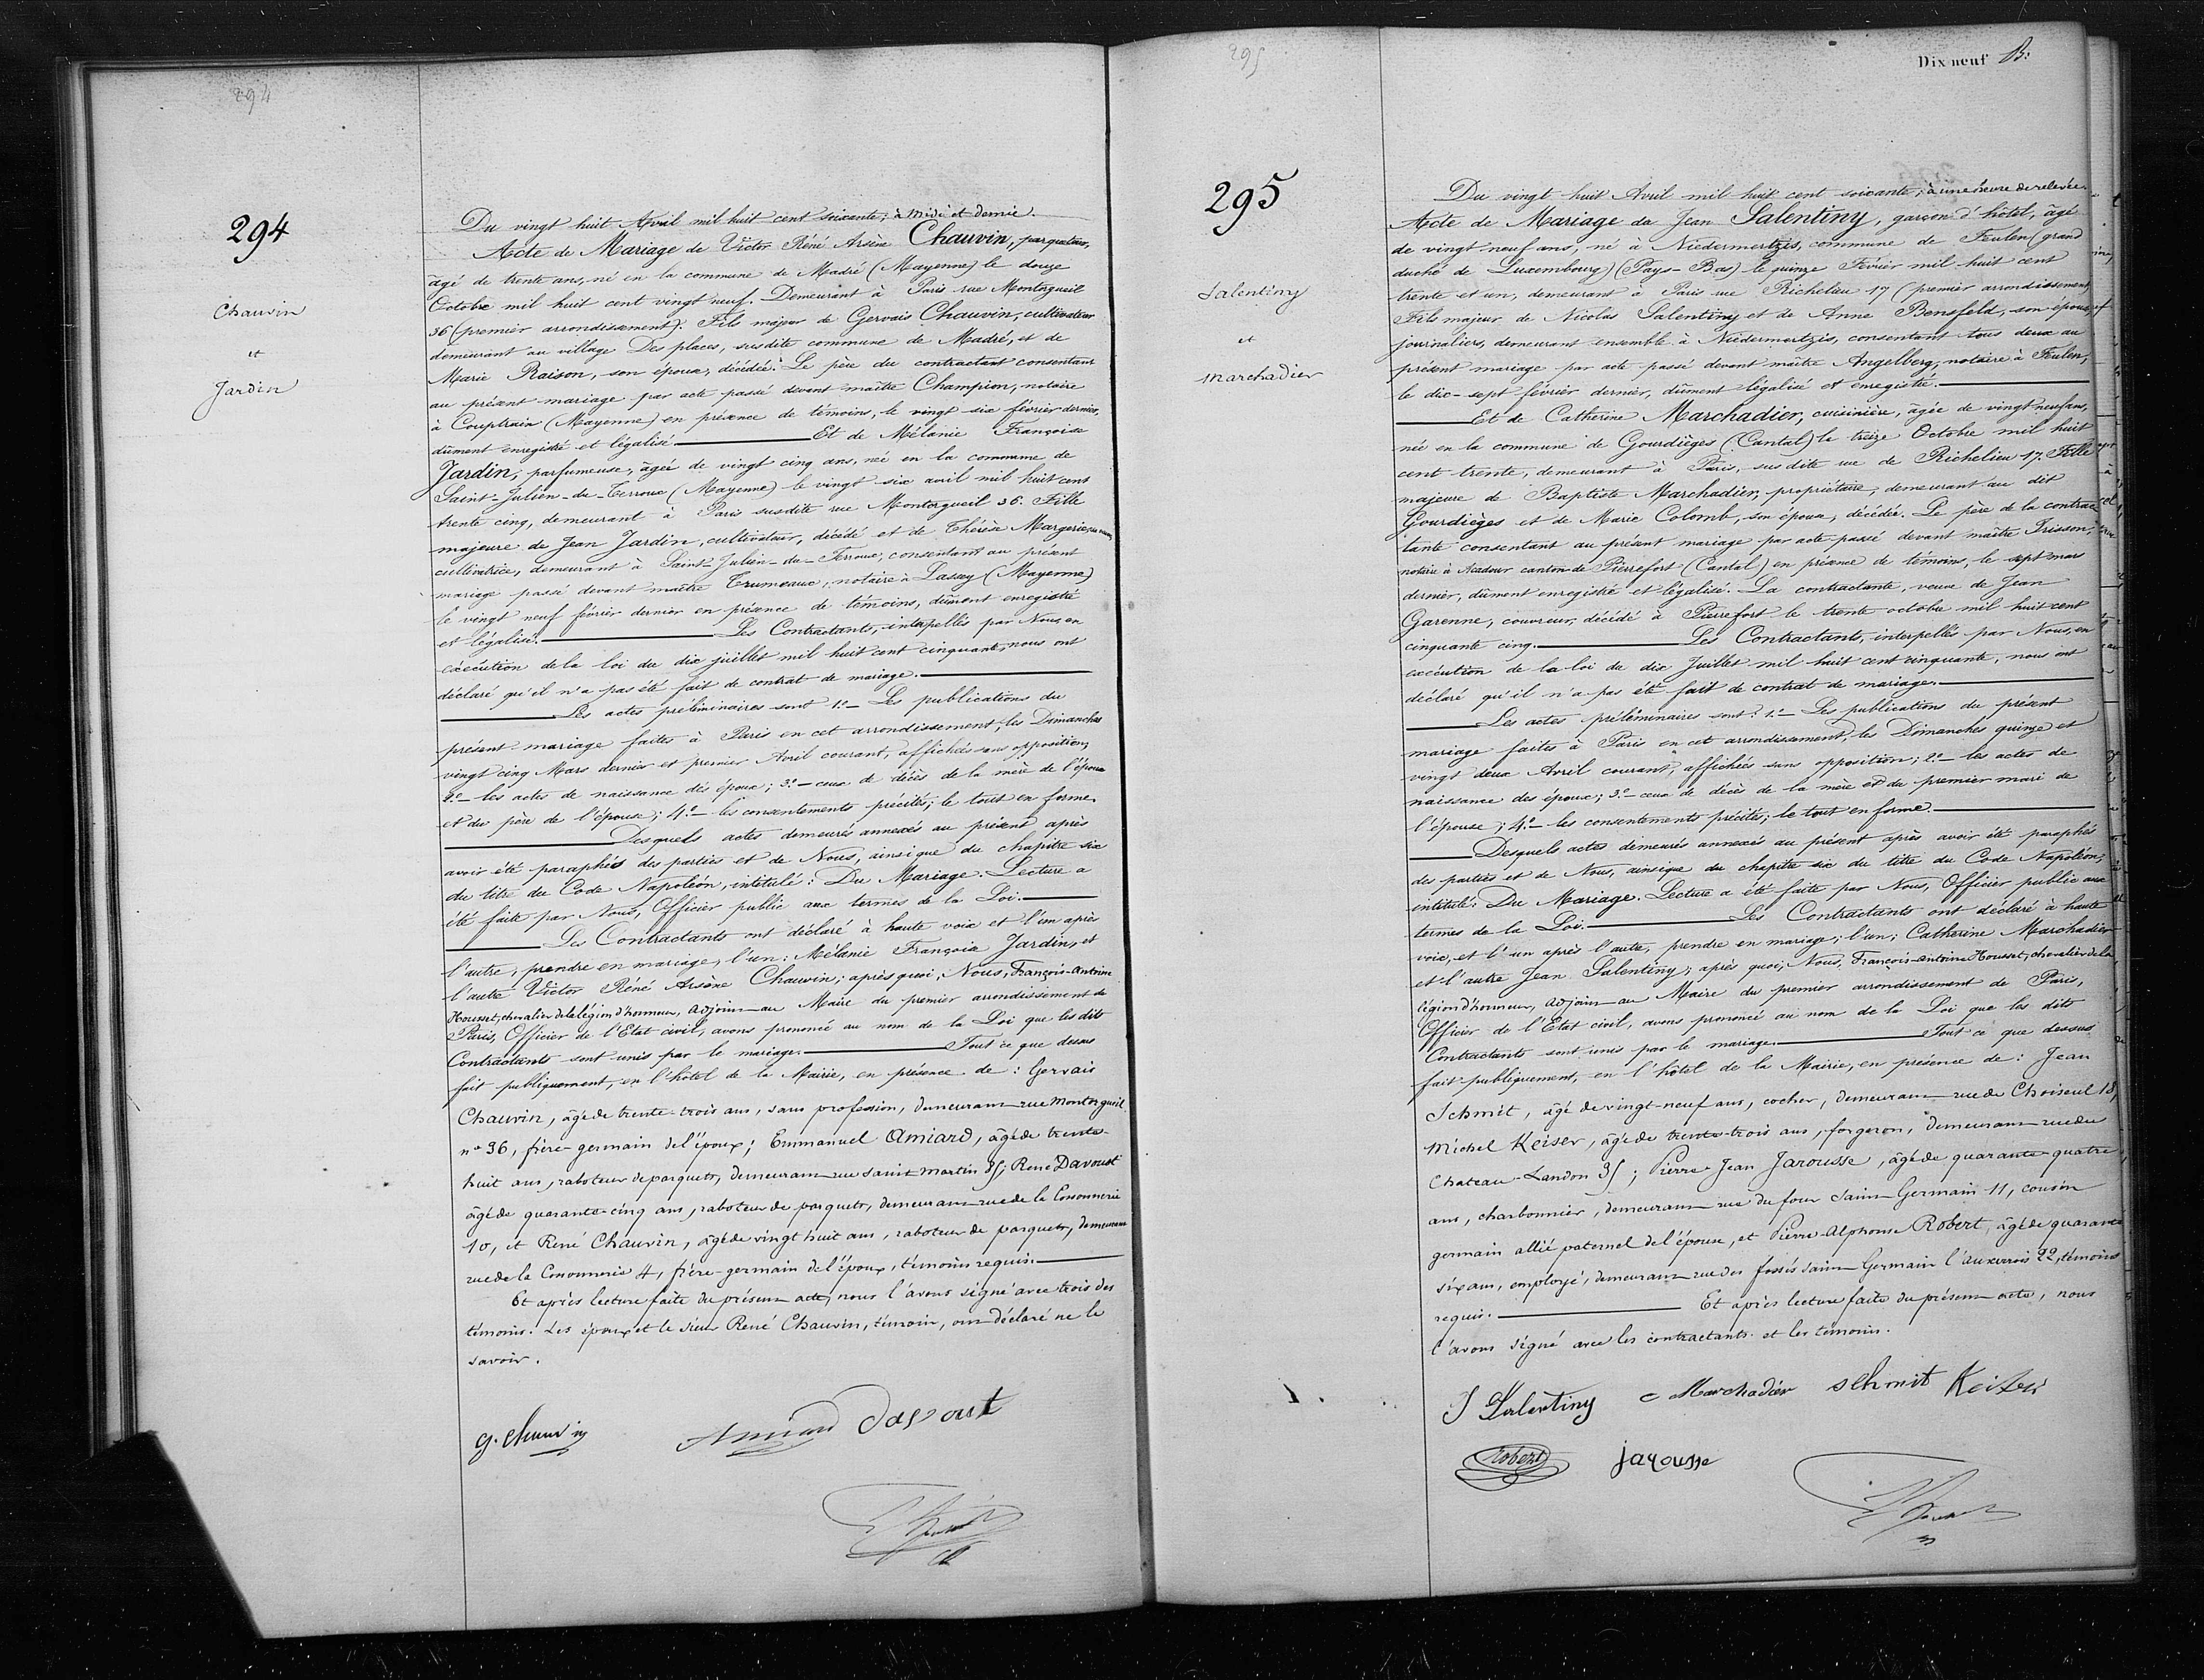 294
294
Chauvin
et
Jardin
Du vingt huit Avril mil huit cent soixante, à midi et demie.
Acte de Mariage de Victor Réné Arsène Chauvin, parqueteur,
âgé de trente ans, né en la commune de Madré (Mayenne) le douze
Octobre mil huit cent vingt neuf. Demeurant à Paris rue Montorgueil
36 (premier arrondissement). Fils majeur de Gervais Chauvin, cultivateur
demeurant au village Des places, susdite commune de Madré, et de
Marie Raison, son épouse, décédée. Le père du contractant consentant
au présent mariage par acte passé devant maître Champion, notaire
à Couptrain (Mayenne) en présence de témoins, le vingt six février dernier,
dûment enregistré et légalisé. Et de Mélanie Françoise
Jardin, parfumeuse, âgée de vingt cinq ans, née en la commune de
Saint-Julien-du-Terroux (Mayenne) le vingt-six avril mil huit cent
trente cinq, demeurant à Paris susdite rue Montorgueil 36. Fille
majeure de Jean Jardin, cultivateur, décédé et de Thérèse Margerie, sa veuve,
cultivatrice, demeurant à Saint-Julien-du-Terroux, consentant au présent
mariage passé devant maître Trumeaux, notaire à Lassay (Mayenne)
le vingt neuf février dernier en présence de témoins, dûment enregistré
et légalisé. Les Contractants, interpellés par Nous, en
exécution de la loi du dix juillet mil huit cent cinquante, nous ont
déclaré qu'il n'a pas été fait de contrat de mariage.
Les actes préliminaires sont 1.° Les publications du
présent mariage faites à Paris en cet arrondissement, les Dimanches
vingt cinq Mars dernier et premier Avril courant, affichées sans opposition;
2.° les actes de naissance des époux; 3.° ceux de décès de la mère de l'époux
et du père de l'épouse; 4.° les consentements précités; le tout en forme.
Desquels actes demeurés annexés au présent après
avoir été paraphés des parties et de Nous, ainsi que du chapitre six
du titre du Code Napoléon, intitulé: Du Mariage. Lecture a
été faite par Nous, Officier public aux termes de la Loi.
Les Contractants ont déclaré à haute voix et l'un après
l'autre, prendre en mariage, l'un: Mélanie Françoise Jardin, et
l'autre Victor Réné Arsène Chauvin; après quoi, Nous, François-Antoine
Housset, chevalier de la légion d'honneur, Adjoint au Maire du premier arrondissement de
Paris, Officier de l'Etat civil, avons prononcé au nom de la Loi que les dits
Contractants sont unis par le mariage. Tout ce que dessus
fait publiquement, en l'hôtel de la Mairie, en présence de: Gervais
Chauvin, âgé de trente-trois ans, sans profession, demeurant rue Montorgueil
n° 36, frère-germain de l'époux; Emmanuel Amiard, âgé de trente-
huit ans, raboteur de parquets, demeurant rue Saint Martin 35; René Davoust
âgé de quarante-cinq ans, raboteur de parquets, demeurant rue de la Cossonnerie
10, et René Chauvin, âgé de vingt huit ans, raboteur de parquets, demeurant
rue de la Cossonnerie 4, frère-germain de l'époux, témoins requis.
Et après lecture faite du présent acte, nous l'avons signé avec trois des
témoins. Les époux et le sieur René Chauvin, témoin, ont déclaré ne le
savoir.
g. chauvin Amiard Davoust
295
Dix neuf
295
Salentiny
et
Marchadier
Du vingt huit Avril mil huit cent soixante, à une heure de relevée.
Acte de Mariage de Jean Salentiny, garçon d'hôtel, âgé
de vingt neuf ans, né à Niedermertzig, commune de Feulen (grand
duché de Luxembourg) (Pays-Bas) le quinze Février mil huit cent
trente et un, demeurant à Paris rue Richelieu 17 (premier arrondissement)
Fils majeur de Nicolas Salentiny et de Anne Bensfeld, son épouse,
journaliers, demeurant ensemble à Niedermertzig, consentant tous deux au
présent mariage par acte passé devant maître Angelberg, notaire à Feulen,
le dix-sept février dernier, dûment légalisé et enregistré.
Et de Catherine Marchadier, cuisinière, âgée de vingt neuf ans,
née en la commune de Gourdièges (Cantal) le treize Octobre mil huit
cent trente, demeurant à Paris, susdite rue de Richelieu 17. Fille
majeure de Baptiste Marchadier, propriétaire, demeurant au dit
Gourdièges et de Marie Colomb, son épouse, décédée. Le père de la contrac-
tante consentant au présent mariage par acte passé devant maître Trisson,
notaire à Neadour canton de Pierrefort (Cantal) en présence de témoins, le sept mars
dernier, dûment enregistré et légalisé. La contractante, veuve de Jean
Garenne, couvreur, décédé à Pierrefort le trente octobre mil huit cent
cinquante cinq. Les Contractants, interpellés par Nous, en
exécution de la loi du dix Juillet mil huit cent cinquante, nous ont
déclaré qu'il n'a pas été fait de contrat de mariage.
Les actes préliminaires sont: 1.° Les publications du présent
mariage faites à Paris en cet arrondissement, les Dimanches quinze et
vingt deux Avril courant, affichées sans opposition; 2.° les actes de
naissance des époux; 3.° ceux de décès de la mère et du premier mari de
l'épouse; 4.° les consentements précités; le tout en forme.
Desquels actes demeurés annexés au présent après avoir été paraphés
des parties et de Nous, ainsique du chapitre six du titre du Code Napoléon,
intitulé: Du Mariage. Lecture a été faite par Nous, Officier public aux
termes de la Loi. Les Contractants ont déclaré à haute
voix, et l'un après l'autre, prendre en mariage; l'un, Catherine Marchadier
et l'autre Jean Salentiny; après quoi, Nous, François-Antoine Housset, chevalier de la
légion d'honneur, Adjoint au Maire du premier arrondissement de Paris,
Officier de l'Etat civil, avons prononcé au nom de la Loi que les dits
Contractants sont unis par le mariage. Tout ce que dessus
fait publiquement, en l'hôtel de la Mairie, en présence de: Jean
Schmit, âgé de vingt-neuf ans, cocher, demeurant rue de Choiseul 18,
Michel Keiser, âgé de trente-trois ans, forgeron, demeurant rue du
Chateau-Landon 35; Pierre Jean Jarousse, âgé de quarante-quatre
ans, charbonnier, demeurant rue du four Saint Germain 11, cousin
germain allié paternel de l'épouse, et Pierre-Alphonse Robert, âgé de quarante
six ans, employé, demeurant rue des fossés Saint Germain l'auxerrois 22, témoins
requis. Et après lecture faite du présent acte, nous
l'avons signé avec les contractants et les témoins.
J Salentiny c Marchadier schmit Keiser
Robert jarousse